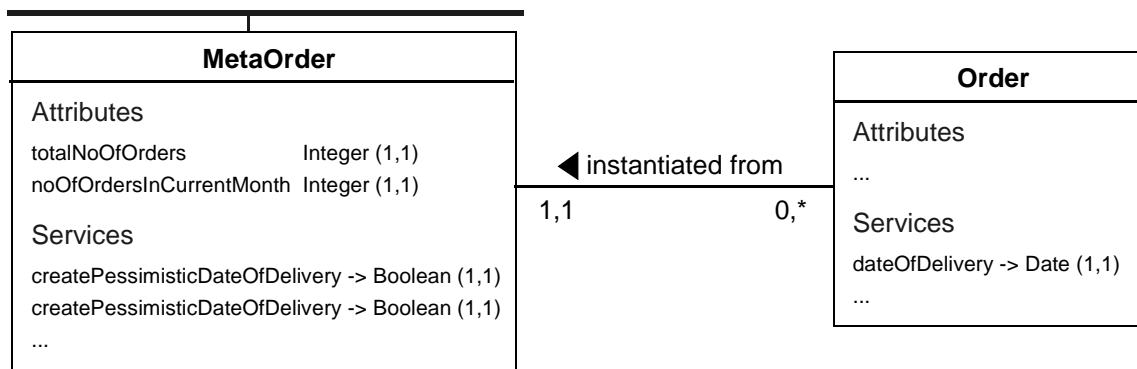 MetaOrder
Attributes
totalNoOfOrders Integer (1,1)
noOfOrdersInCurrentMonth Integer (1,1)
Services
createPessimisticDateOfDelivery -> Boolean (1,1)
createPessimisticDateOfDelivery -> Boolean (1,1)
...
instantiated from
1,1 0,*
Order
Attributes
...
Services
dateOfDelivery -> Date (1,1)
...